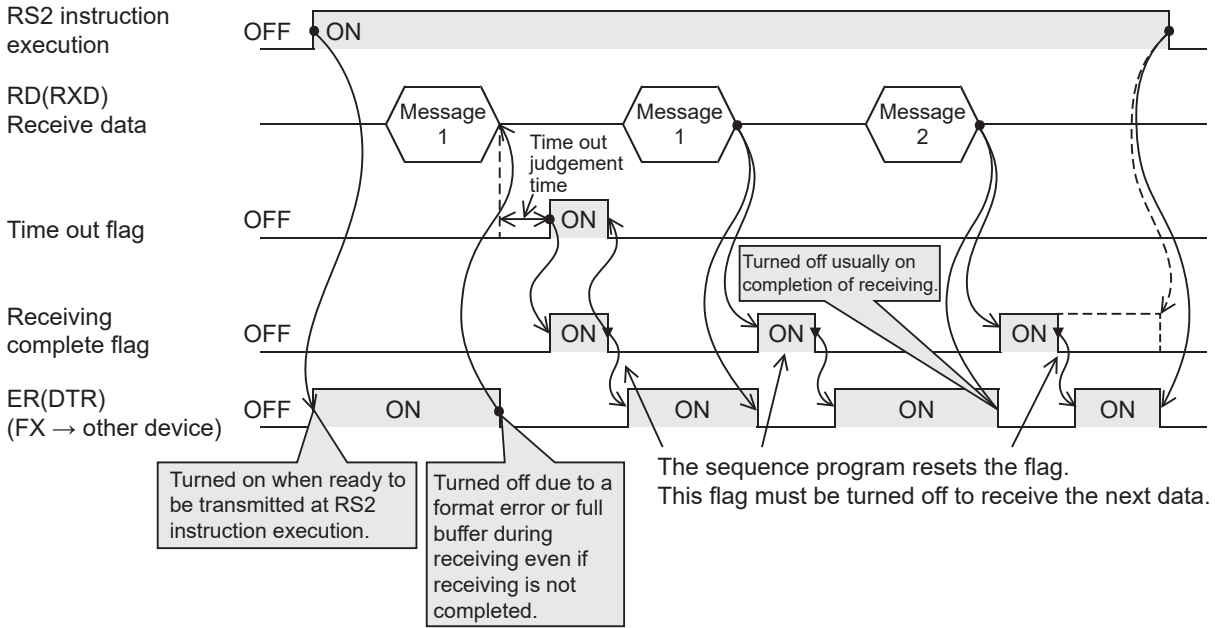 RS2 instruction
execution
OFF
ON
RD(RXD)
Receive data
Message
1
Time out
judgement
time
Message
1
Message
2
Time out flag
OFF
ON
Turned off usually on
completion of receiving.
Receiving
complete flag
OFF
ON
ON
ON
ER(DTR)
(FX → other device)
OFF
ON
ON
ON
ON
Turned on when ready to
be transmitted at RS2
instruction execution.
Turned off due to a
format error or full
buffer during
receiving even if
receiving is not
completed.
The sequence program resets the flag.
This flag must be turned off to receive the next data.